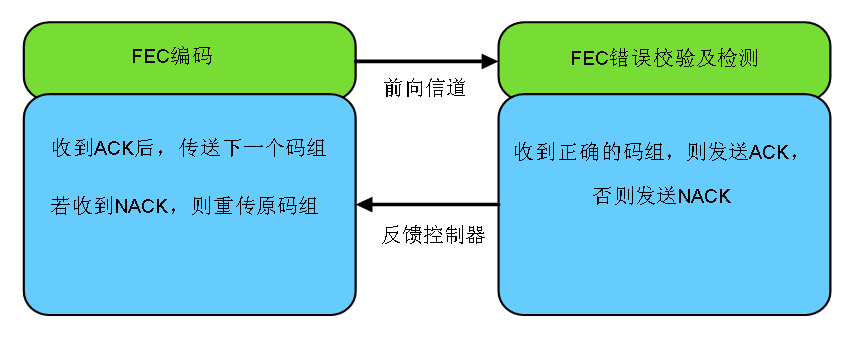 FEC编码
FEC错误校验及检测
前向信道
收到ACK后，传送下一个码组
若收到NACK，则重传原码组
收到正确的码组，则发送ACK，
否则发送NACK
反馈控制器